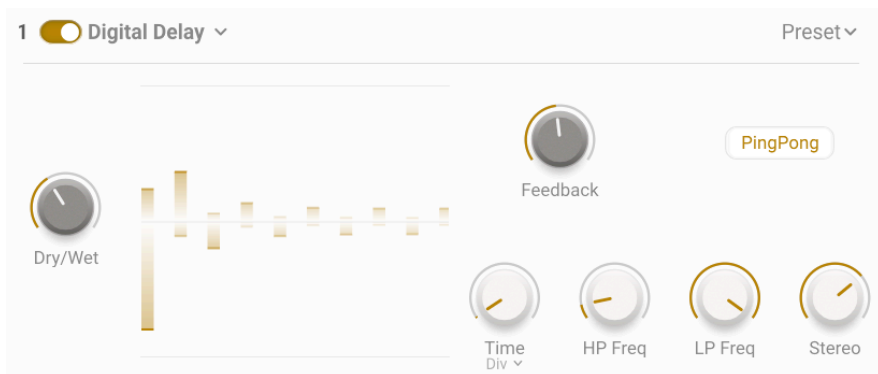 1 Digital Delay
Preset
Feedback
PingPong
Dry/Wet
Time
Div
HP Freq
LP Freq
Stereo